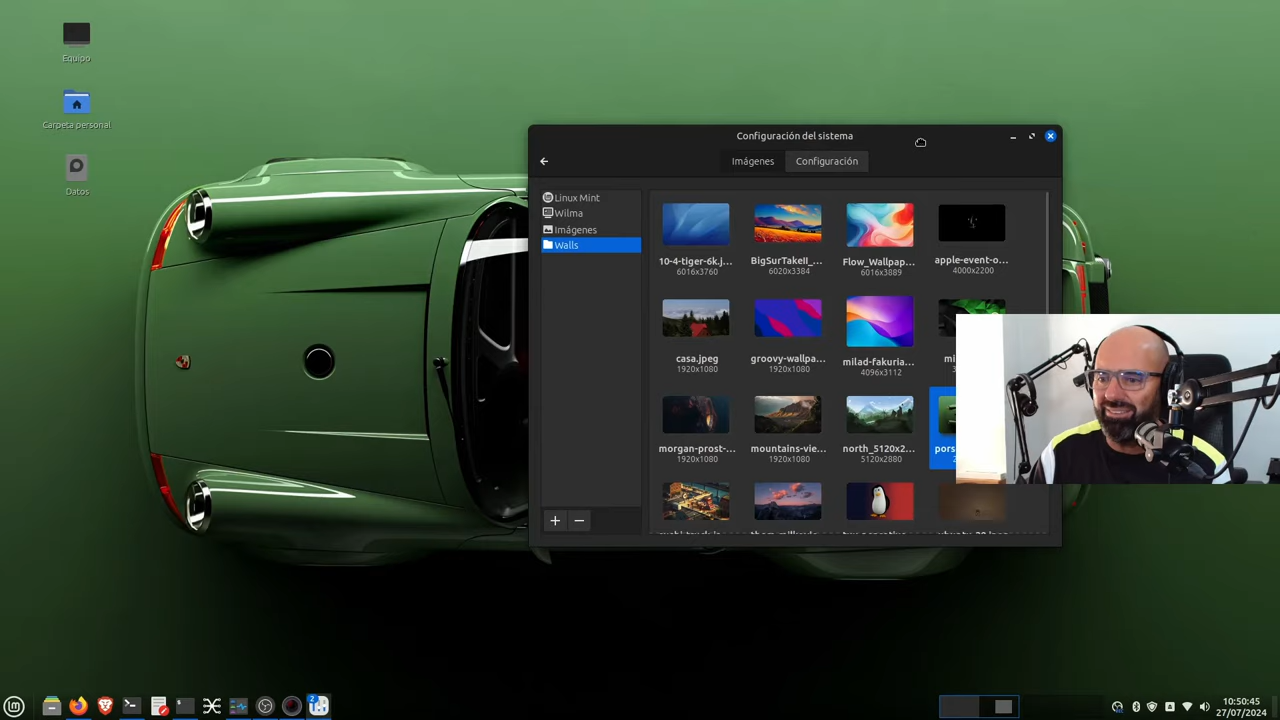 Equipo
Carpeta personal
Datos
Configuración del sistema
Imágenes
Configuración
Linux Mint
Wilma
Imágenes
Walls
10-4-tiger-6k.j...
6016x3760
BigSurTakeII_...
6020x3384
Flow_Wallpap...
6016x3889
apple-event-o...
4000x2200
casa.jpeg
1920x1080
groovy-wallpa...
1920x1080
milad-fakuria...
4096x3112
morgan-prost-...
1920x1080
mountains-vie...
1920x1080
north_5120x2...
5120x2880
10:50:45
27/07/2024